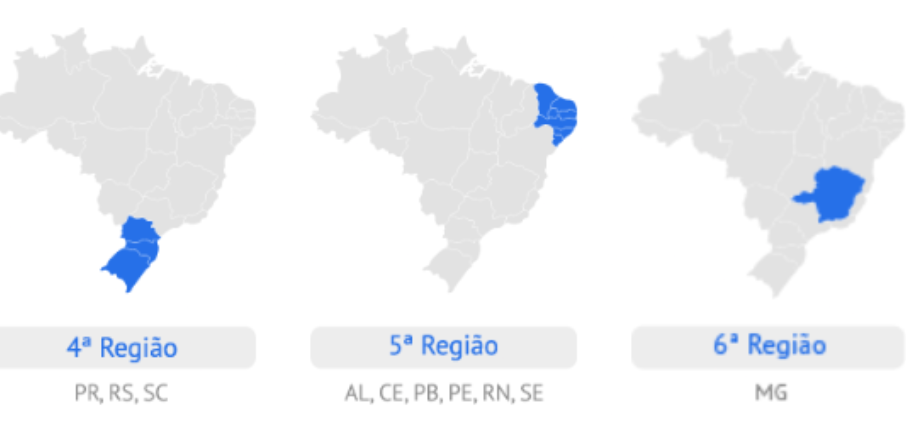 4ª Região
PR, RS, SC
5ª Região
AL, CE, PB, PE, RN, SE
6ª Região
MG